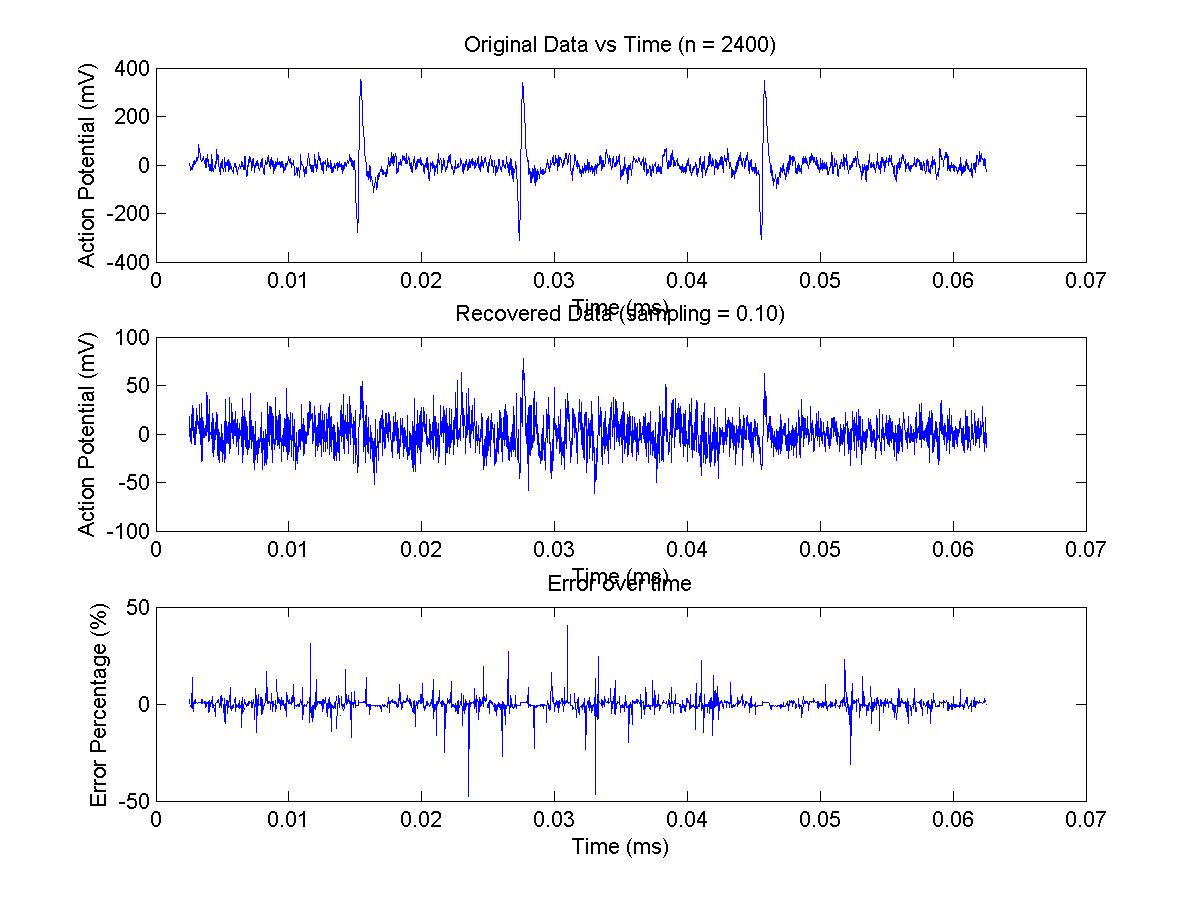 Original Data vs Time (n = 2400)
Action Potential (mV)
400
200
0
-200
-400
0 0.01 0.02 0.03 0.04 0.05 0.06 0.07
Time (ms)
Recovered Data (sampling = 0.10)
Action Potential (mV)
100
50
0
-50
-100
0 0.01 0.02 0.03 0.04 0.05 0.06 0.07
Time (ms)
Error over time
Error Percentage (%)
50
0
-50
0 0.01 0.02 0.03 0.04 0.05 0.06 0.07
Time (ms)